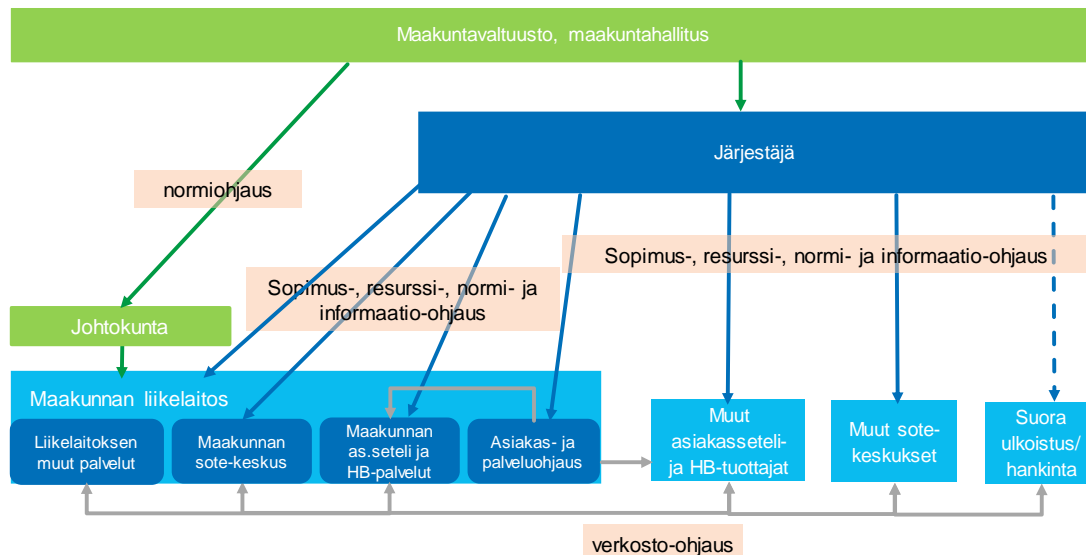 Maakuntavaltuusto, maakuntahallitus
Järjestäjä
normiohjaus
Sopimus-, resurssi-, normi- ja informaatio-ohjaus
Sopimus-, resurssi-, normi- ja
informaatio-ohjaus
Johtokunta
Maakunnan liikelaitos
Liikelaitoksen
muut palvelut
Maakunnan
sote-keskus
Maakunnan
as.seteli ja
HB-palvelut
Asiakas- ja
palveluohjaus
Muut
asiakasseteli-
ja HB-tuottajat
Muut sote-
keskukset
Suora
ulkoistus/
hankinta
verkosto-ohjaus